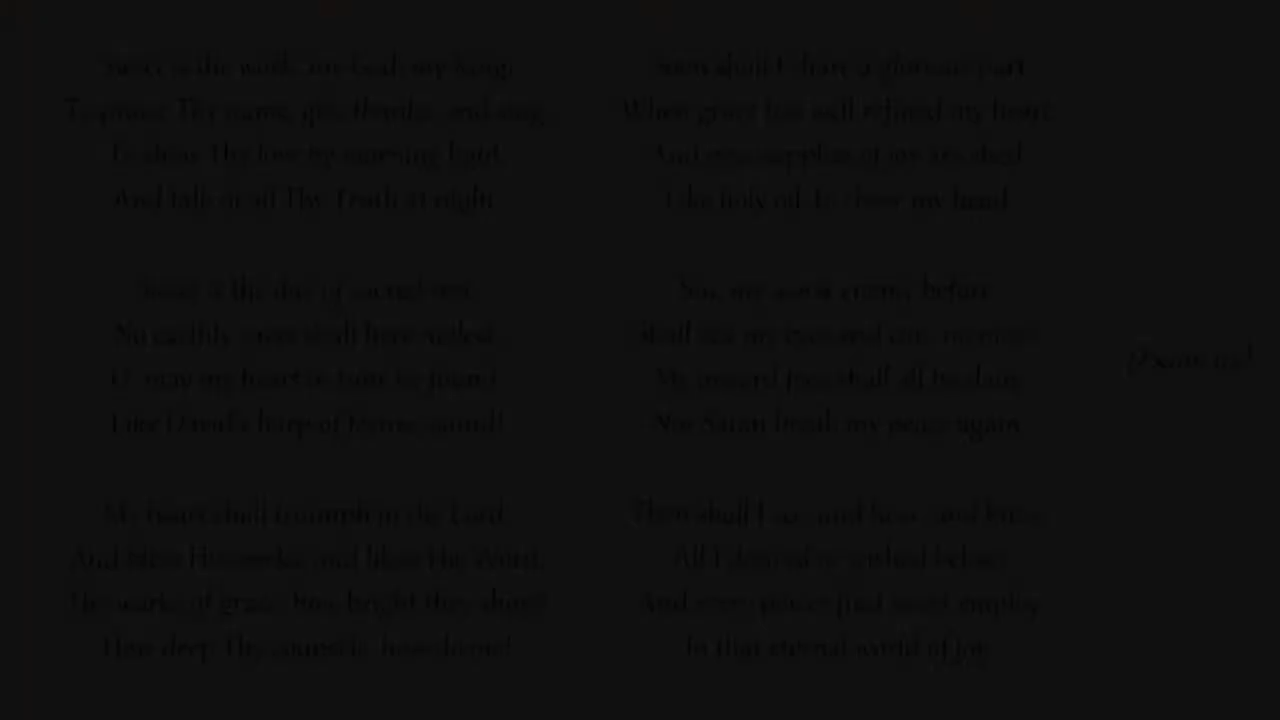 Sweet is the work, my God, my King,
To praise Thy name, give thanks and sing,
To show Thy love by morning light
And talk of all Thy Truth at night.
Sweet is the day of sacred rest,
No earthly cares shall
O may my heart in tune be found
Like David's harp of solemn sound!
My heart shall triumph in the Lord
And bless His works, and bless His Word;
Thy works of grace, how bright they shine!
How deep Thy counsels, how divine!
I share a glorious part
When grace has well refined my heart
And supplies of joy are shed
Like holy oil, to cheer my head.
Sin, my worst enemy before,
Shall vex my eyes and ears no more;
My inward foes shall all be slain,
Nor Satan break my peace again.
Then shall I see, and hear, and know
All I desired or wished below;
And every power find sweet employ
In that eternal world of joy.